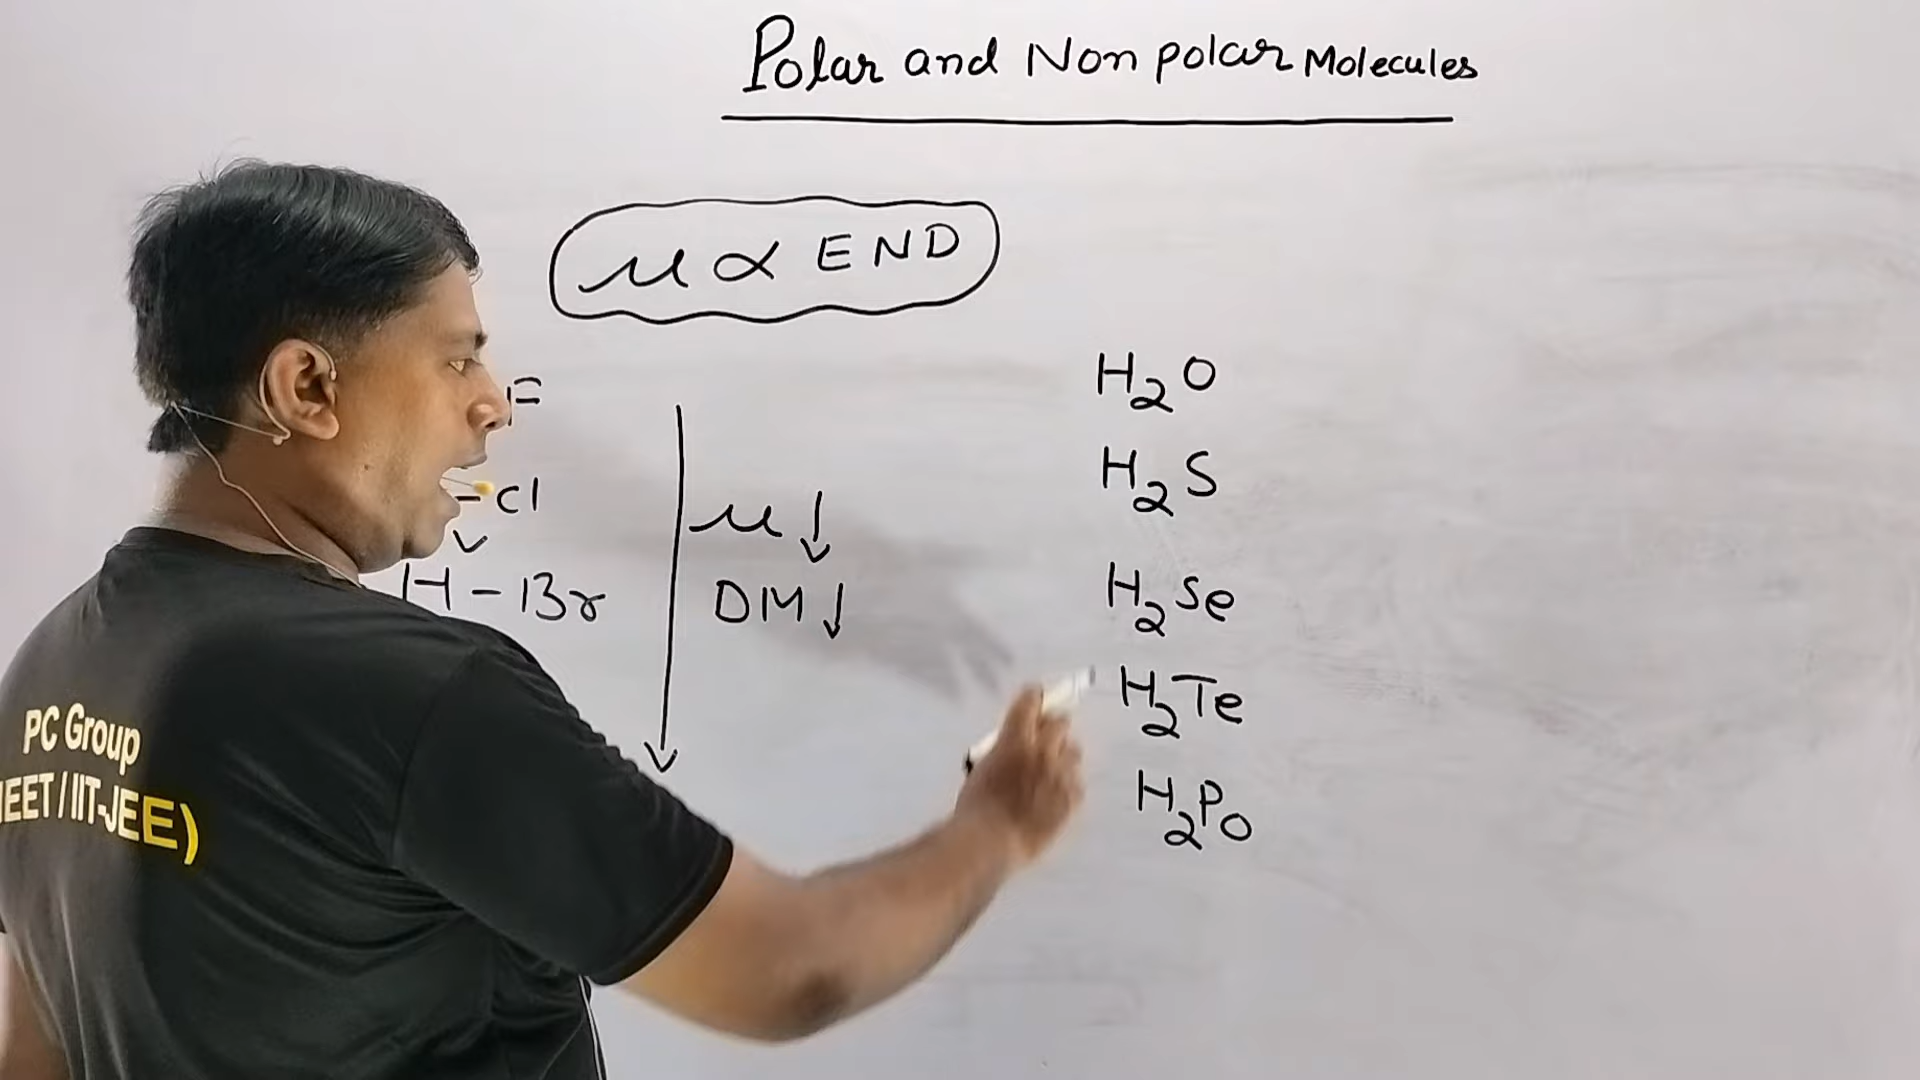 Polar and Non polar Molecules
μ ∝ END
F
-Cl
H-Br
μ↓
DM↓
H2O
H2S
H2Se
H2Te
H2Po
PC Group
NEET / IIT-JEE)